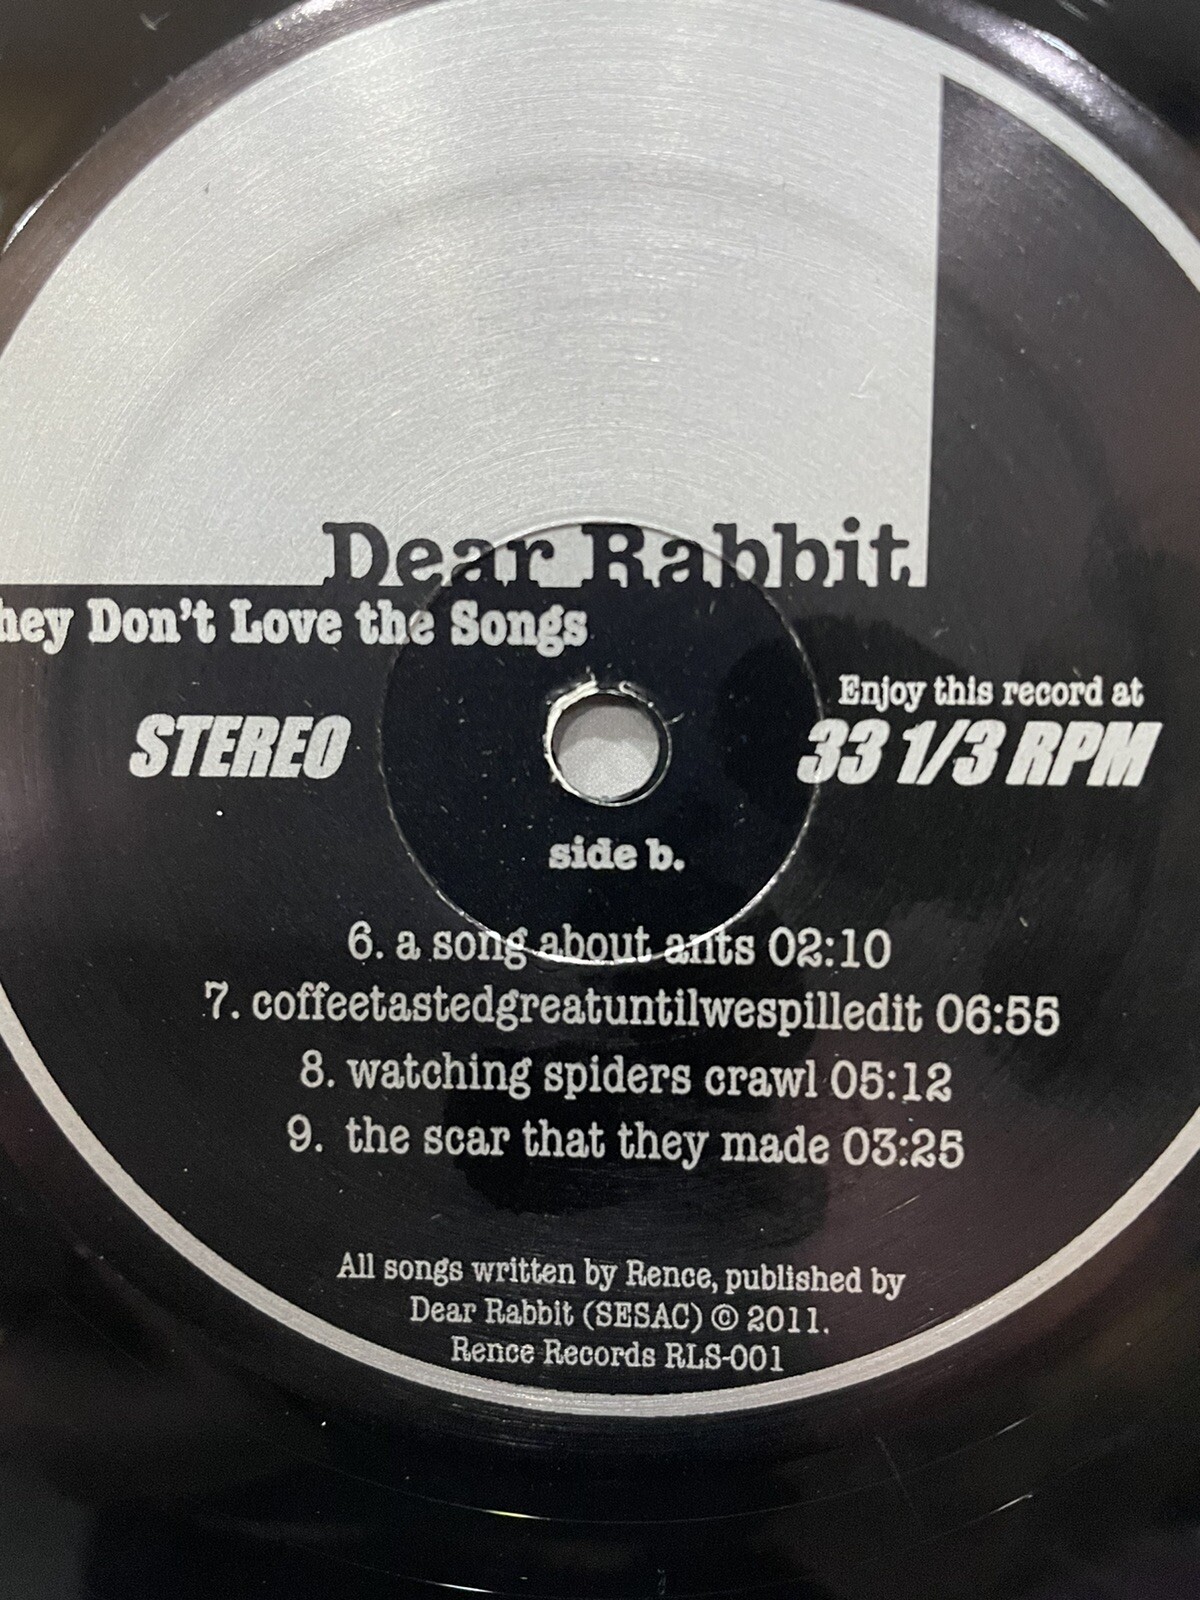 Dear Rabbit
hey Don't Love the Songs
STEREO
Enjoy this record at
33 1/3 RPM
side b.
6. a song about ants 02:10
7. coffeetastedgreatuntilwespilledit 06:55
8. watching spiders crawl 05:12
9. the scar that they made 03:25
All songs written by Rence, published by
Dear Rabbit (SESAC) © 2011.
Rence Records RLS-001